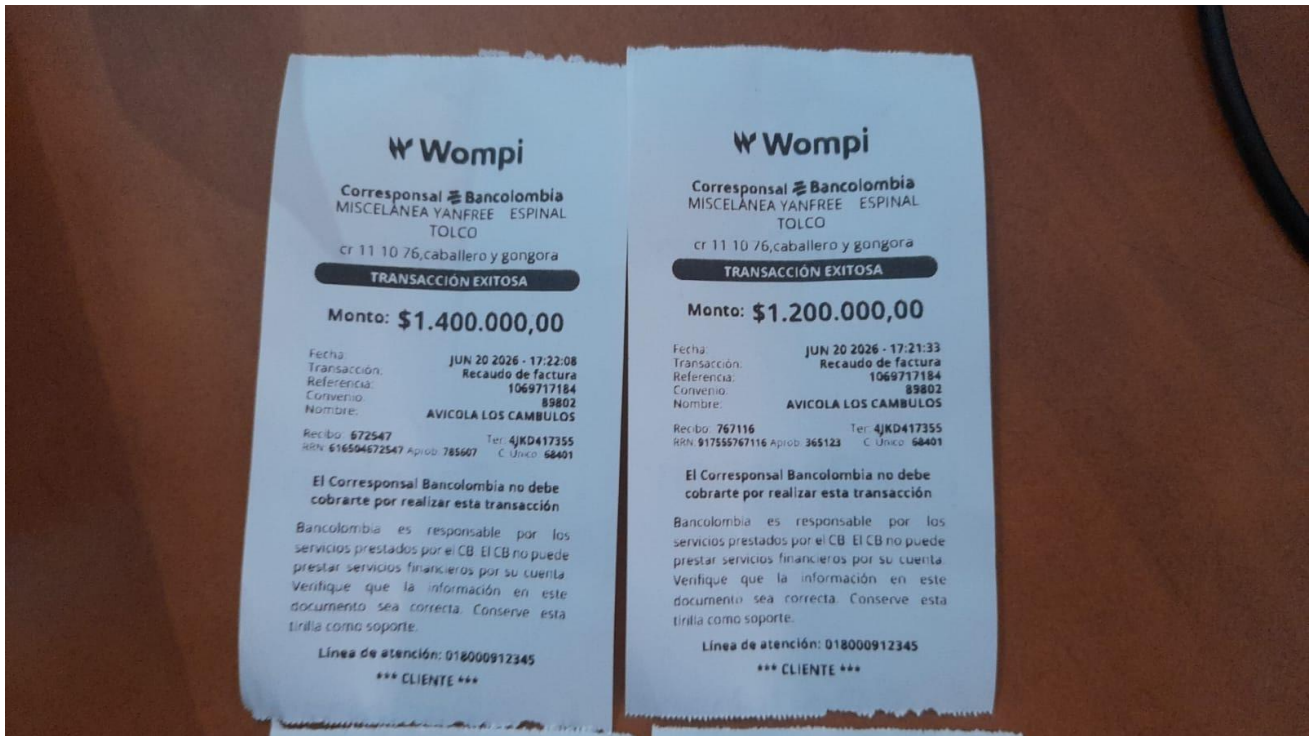 Wompi
Corresponsal Bancolombia
MISCELÁNEA YANFREE ESPINAL
TOLCO
cr 11 10 76,caballero y gongora
TRANSACCIÓN EXITOSA
Monto: $1.400.000,00
Fecha: JUN 20 2026 - 17:22:08
Transacción: Recaudo de factura
Referencia: 1069717184
Convenio: 89802
Nombre: AVICOLA LOS CAMBULOS
Recibo: 672547 Ter: 4JKD417355
RRN: 616504672547 Aprob: 785607 C. Único: 68401
El Corresponsal Bancolombia no debe
cobrarte por realizar esta transacción
Bancolombia es responsable por los
servicios prestados por el CB. El CB no puede
prestar servicios financieros por su cuenta.
Verifique que la información en este
documento sea correcta. Conserve esta
tirilla como soporte.
Línea de atención: 018000912345
*** CLIENTE ***
Wompi
Corresponsal Bancolombia
MISCELÁNEA YANFREE ESPINAL
TOLCO
cr 11 10 76,caballero y gongora
TRANSACCIÓN EXITOSA
Monto: $1.200.000,00
Fecha: JUN 20 2026 - 17:21:33
Transacción: Recaudo de factura
Referencia: 1069717184
Convenio: 89802
Nombre: AVICOLA LOS CAMBULOS
Recibo: 767116 Ter: 4JKD417355
RRN: 917555767116 Aprob: 365123 C. Único: 68401
El Corresponsal Bancolombia no debe
cobrarte por realizar esta transacción
Bancolombia es responsable por los
servicios prestados por el CB. El CB no puede
prestar servicios financieros por su cuenta.
Verifique que la información en este
documento sea correcta. Conserve esta
tirilla como soporte.
Línea de atención: 018000912345
*** CLIENTE ***